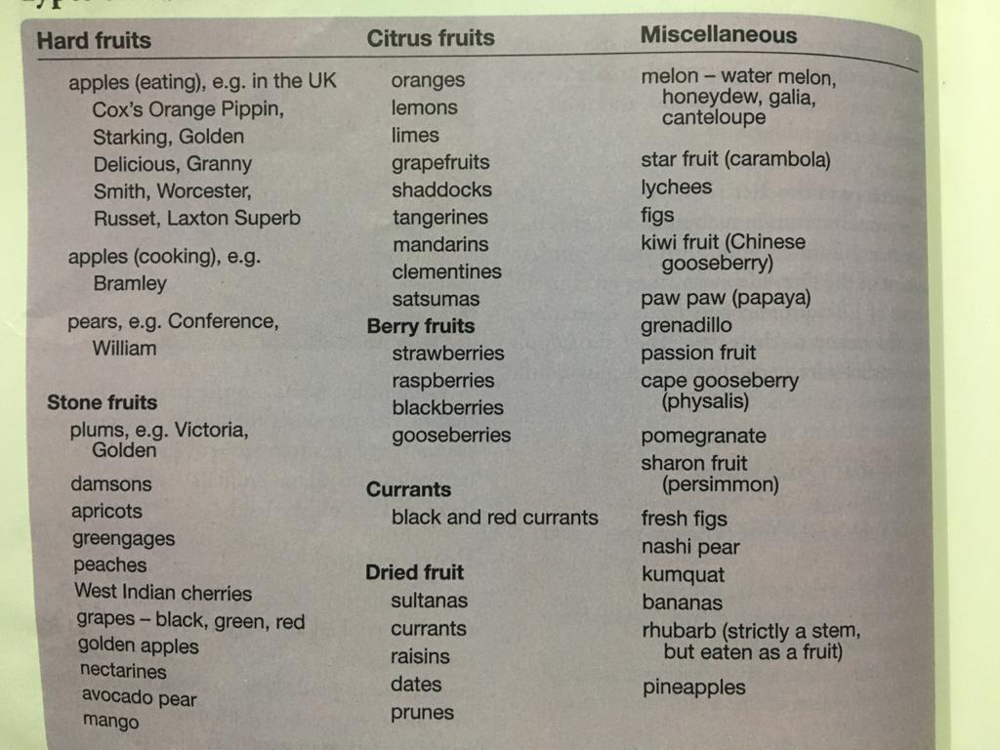 Hard fruits
apples (eating), e.g. in the UK
Cox's Orange Pippin,
Starking, Golden
Delicious, Granny
Smith, Worcester,
Russet, Laxton Superb
apples (cooking), e.g.
Bramley
pears, e.g. Conference,
William
Stone fruits
plums, e.g. Victoria,
Golden
damsons
apricots
greengages
peaches
West Indian cherries
grapes – black, green, red
golden apples
nectarines
avocado pear
mango
Citrus fruits
oranges
lemons
limes
grapefruits
shaddocks
tangerines
mandarins
clementines
satsumas
Berry fruits
strawberries
raspberries
blackberries
gooseberries
Currants
black and red currants
Dried fruit
sultanas
currants
raisins
dates
prunes
Miscellaneous
melon – water melon,
honeydew, galia,
canteloupe
star fruit (carambola)
lychees
figs
kiwi fruit (Chinese
gooseberry)
paw paw (papaya)
grenadillo
passion fruit
cape gooseberry
(physalis)
pomegranate
sharon fruit
(persimmon)
fresh figs
nashi pear
kumquat
bananas
rhubarb (strictly a stem,
but eaten as a fruit)
pineapples